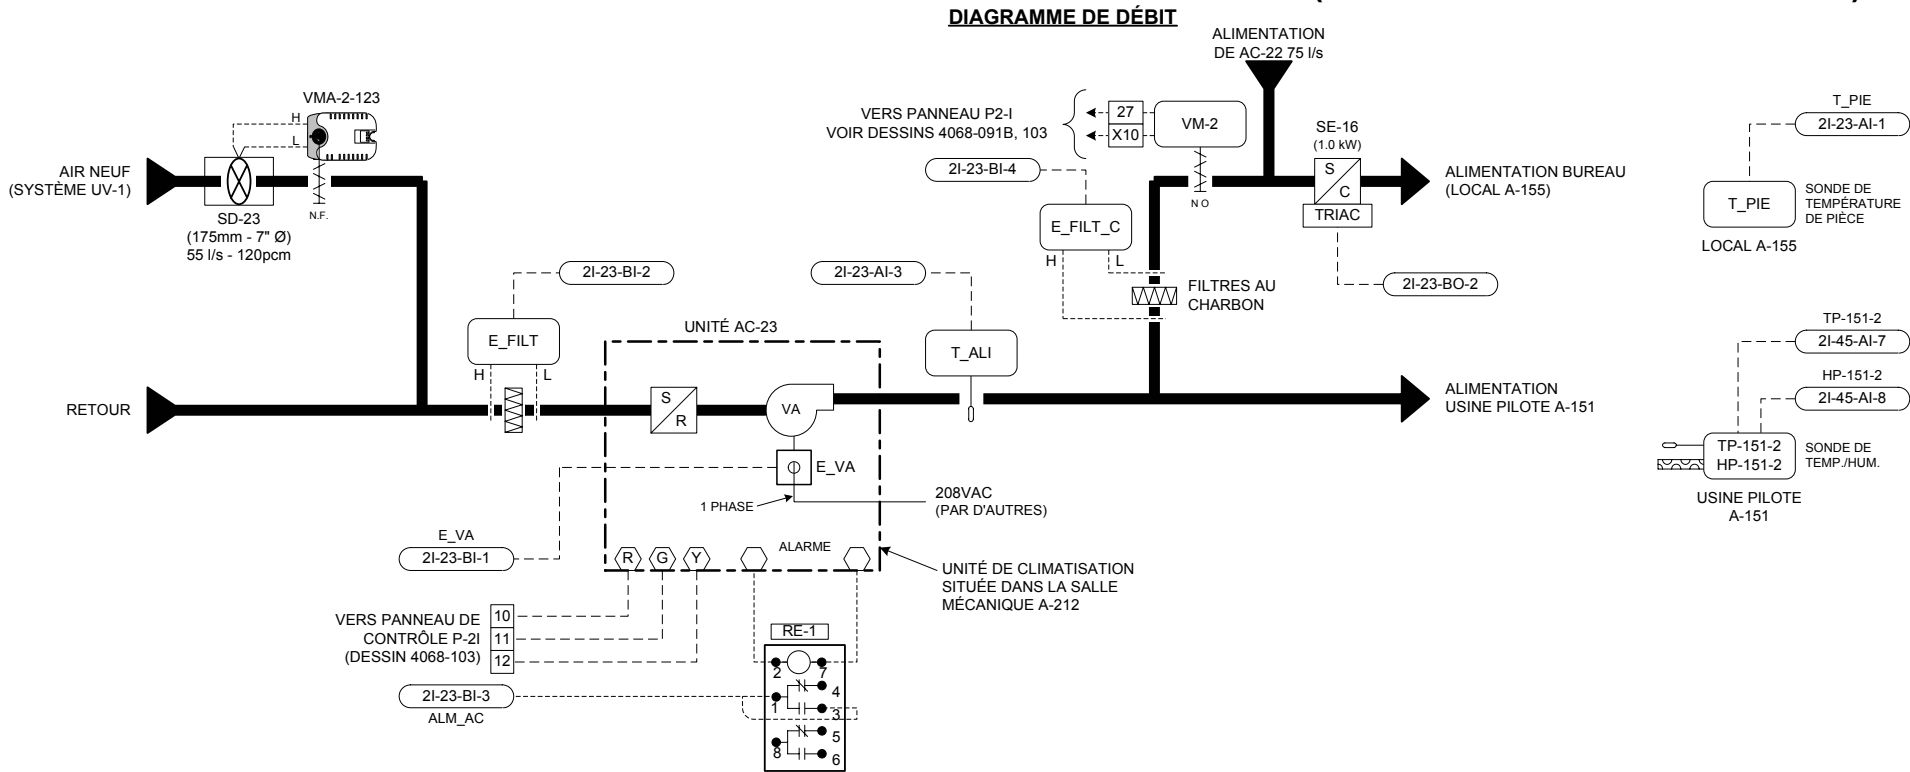 DIAGRAMME DE DÉBIT
ALIMENTATION
DE AC-22 75 l/s
VMA-2-123
H
L
AIR NEUF
(SYSTÈME UV-1)
SD-23
(175mm - 7" Ø)
55 l/s - 120pcm
N.F.
VERS PANNEAU P2-I
VOIR DESSINS 4068-091B, 103
27
X10
VM-2
N O
SE-16
(1.0 kW)
S
C
TRIAC
2I-23-BO-2
ALIMENTATION BUREAU
(LOCAL A-155)
2I-23-BI-4
E_FILT_C
H
L
FILTRES AU
CHARBON
T_PIE
2I-23-AI-1
T_PIE
SONDE DE
TEMPÉRATURE
DE PIÈCE
LOCAL A-155
2I-23-BI-2
E_FILT
H
L
RETOUR
UNITÉ AC-23
S
R
VA
E_VA
1 PHASE
208VAC
(PAR D'AUTRES)
2I-23-AI-3
T_ALI
ALIMENTATION
USINE PILOTE A-151
TP-151-2
2I-45-AI-7
HP-151-2
2I-45-AI-8
TP-151-2
HP-151-2
SONDE DE
TEMP./HUM.
USINE PILOTE
A-151
E_VA
2I-23-BI-1
R
G
Y
ALARME
UNITÉ DE CLIMATISATION
SITUÉE DANS LA SALLE
MÉCANIQUE A-212
VERS PANNEAU DE
CONTRÔLE P-2I
(DESSIN 4068-103)
10
11
12
2I-23-BI-3
ALM_AC
RE-1
2
7
4
1
3
5
8
6